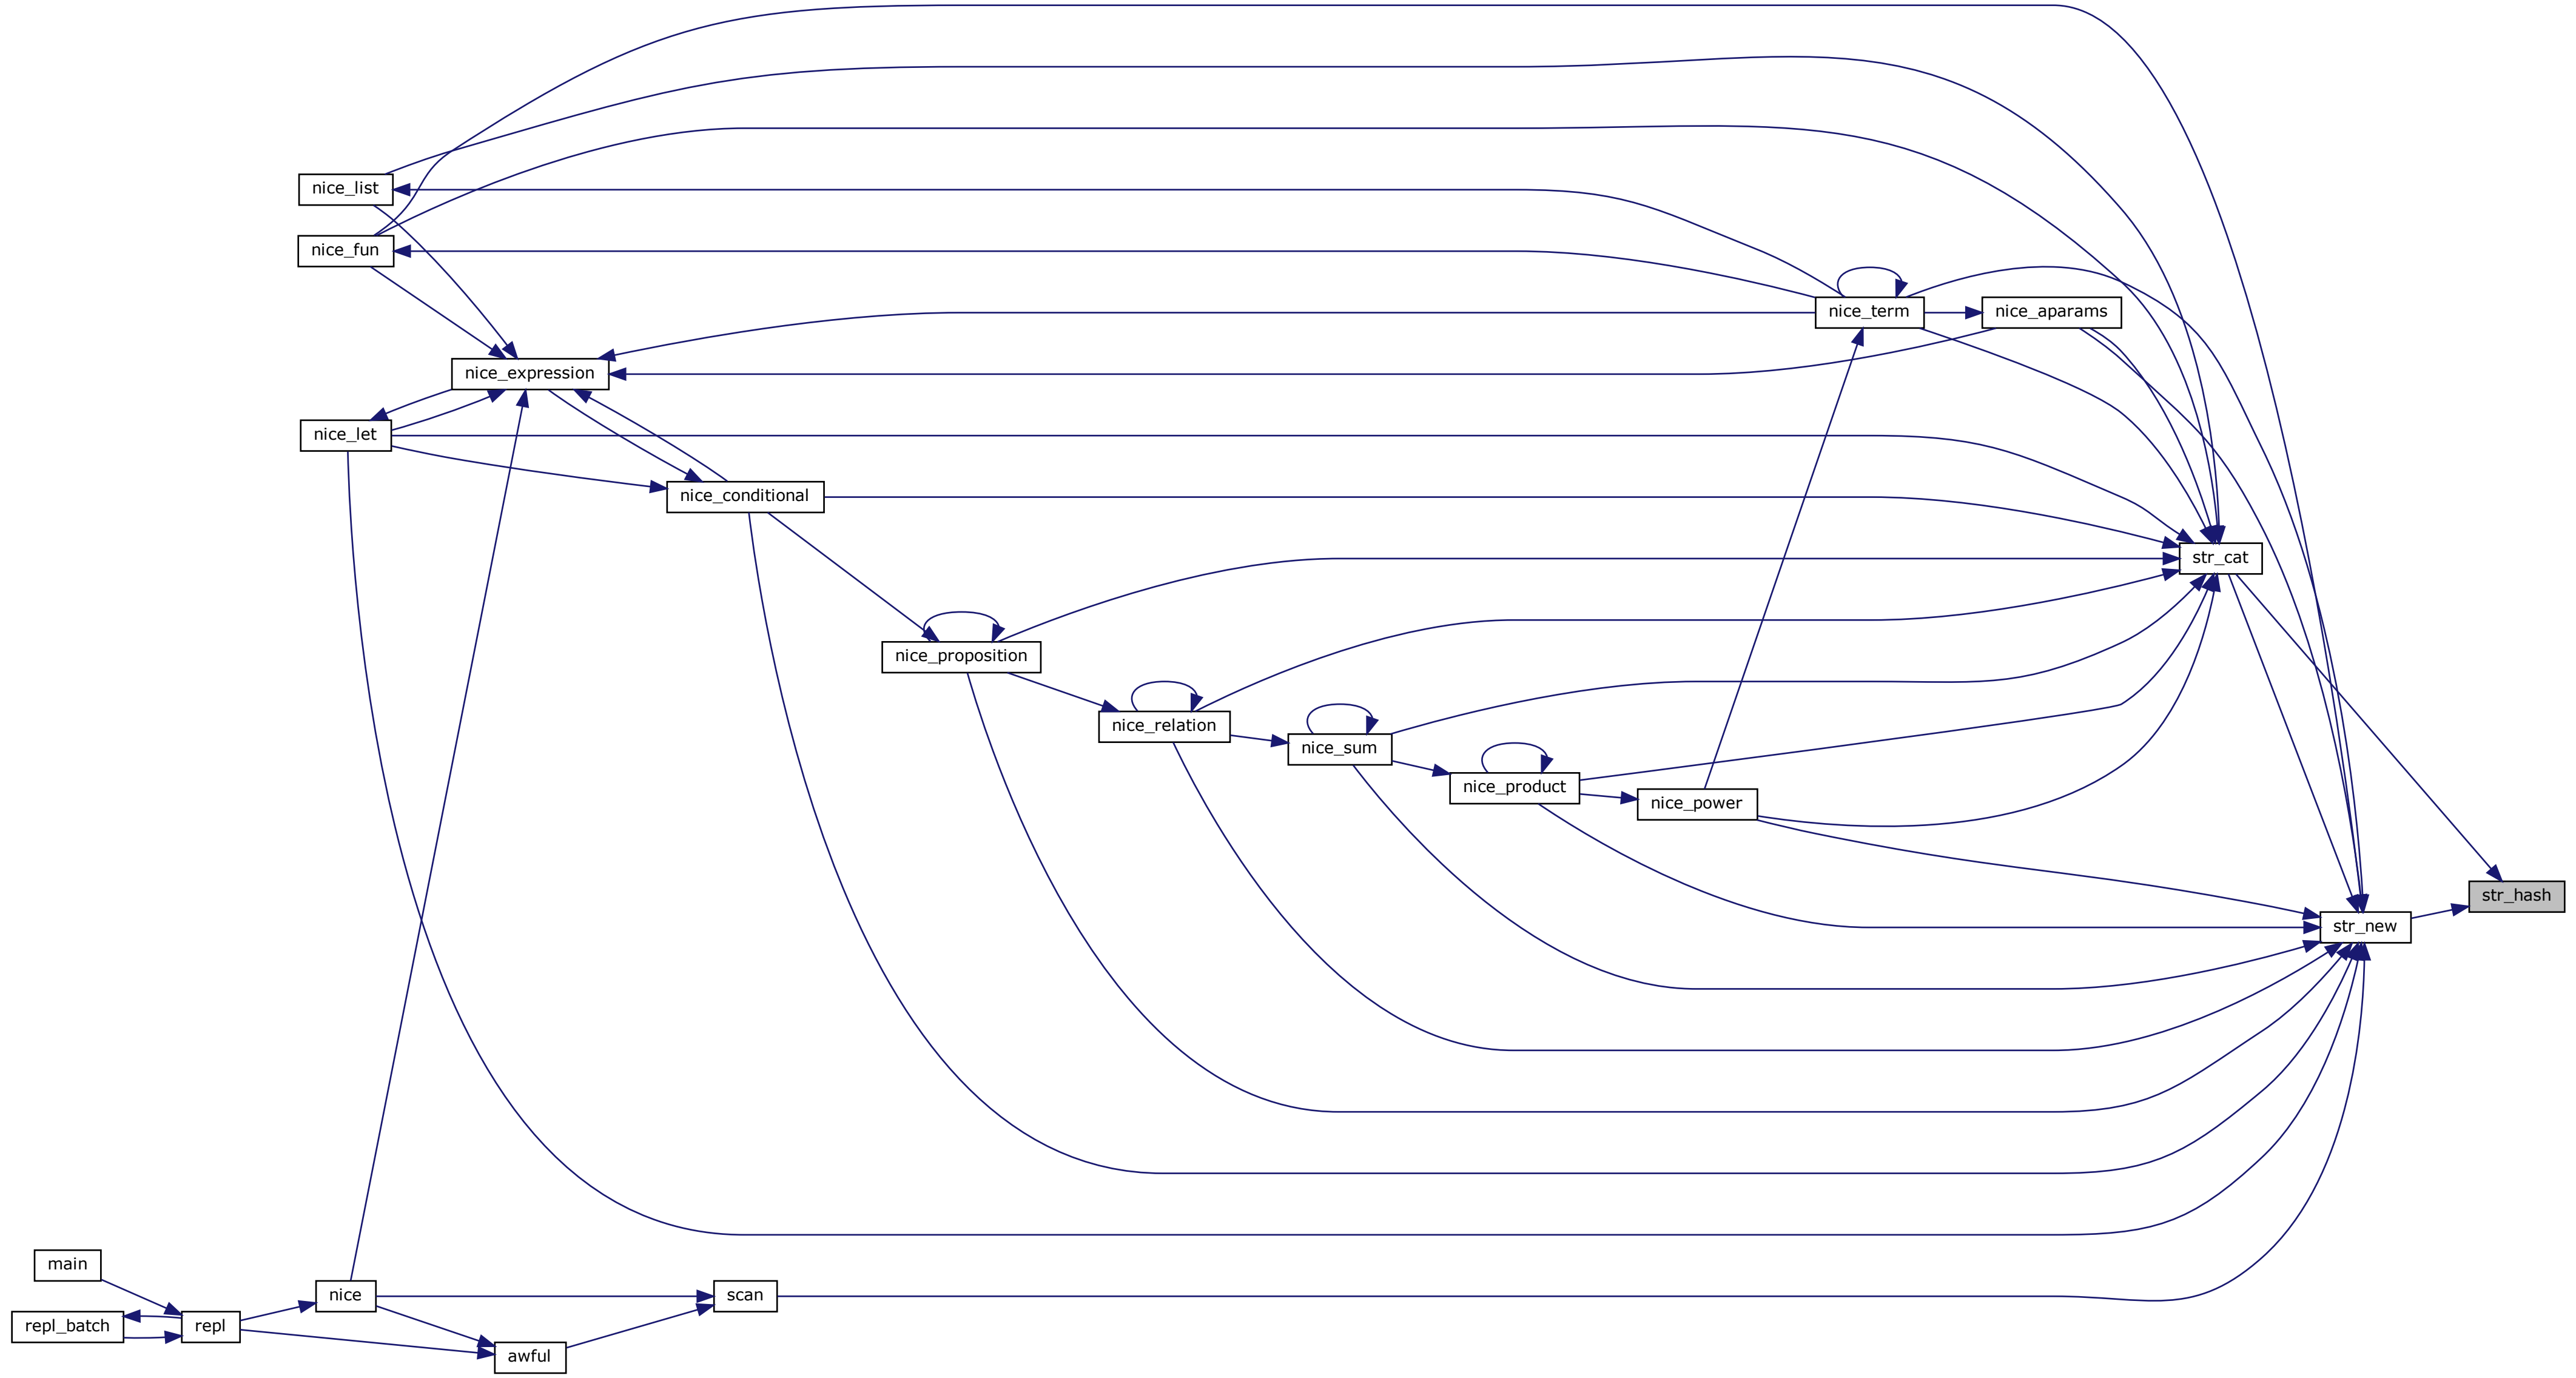 nice_list
nice_fun
nice_term
nice_aparams
nice_expression
nice_let
nice_conditional
str_cat
nice_proposition
nice_relation
nice_sum
nice_product
nice_power
str_hash
str_new
main
nice
scan
repl_batch
repl
awful